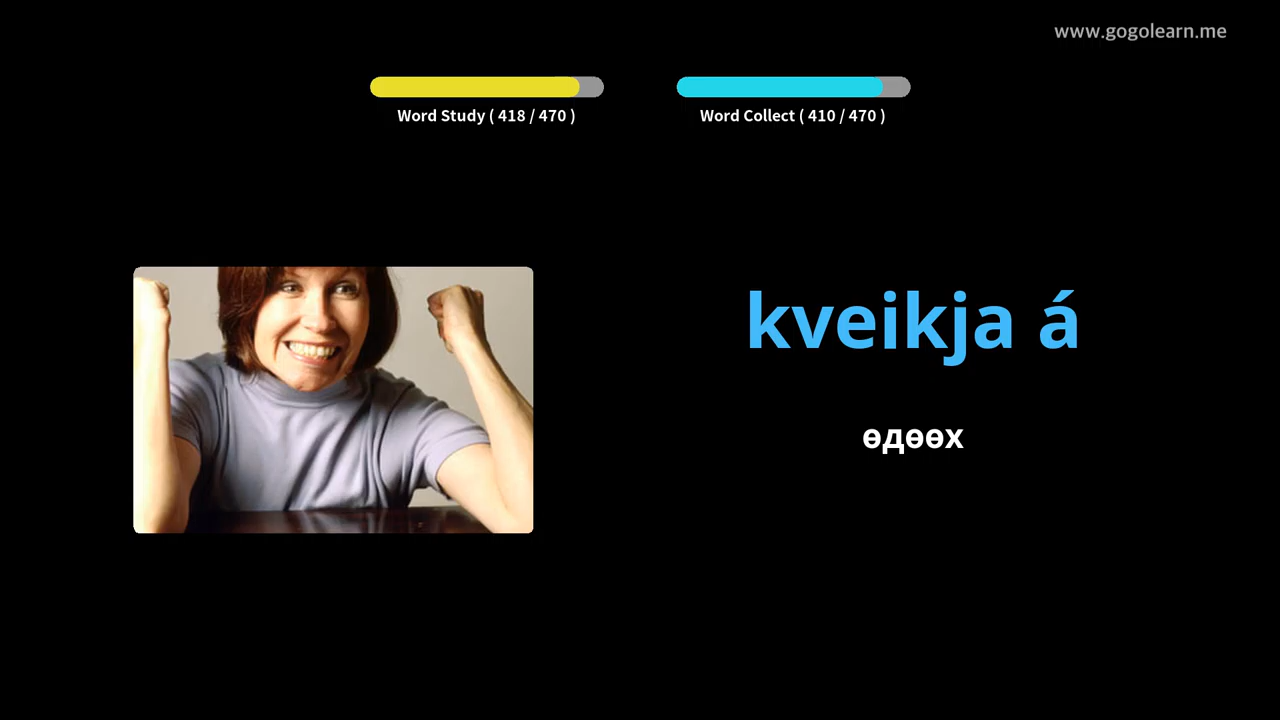 www.gogolearn.me
Word Study ( 418 / 470 )
Word Collect ( 410 / 470 )
kveikja á
өдөөх